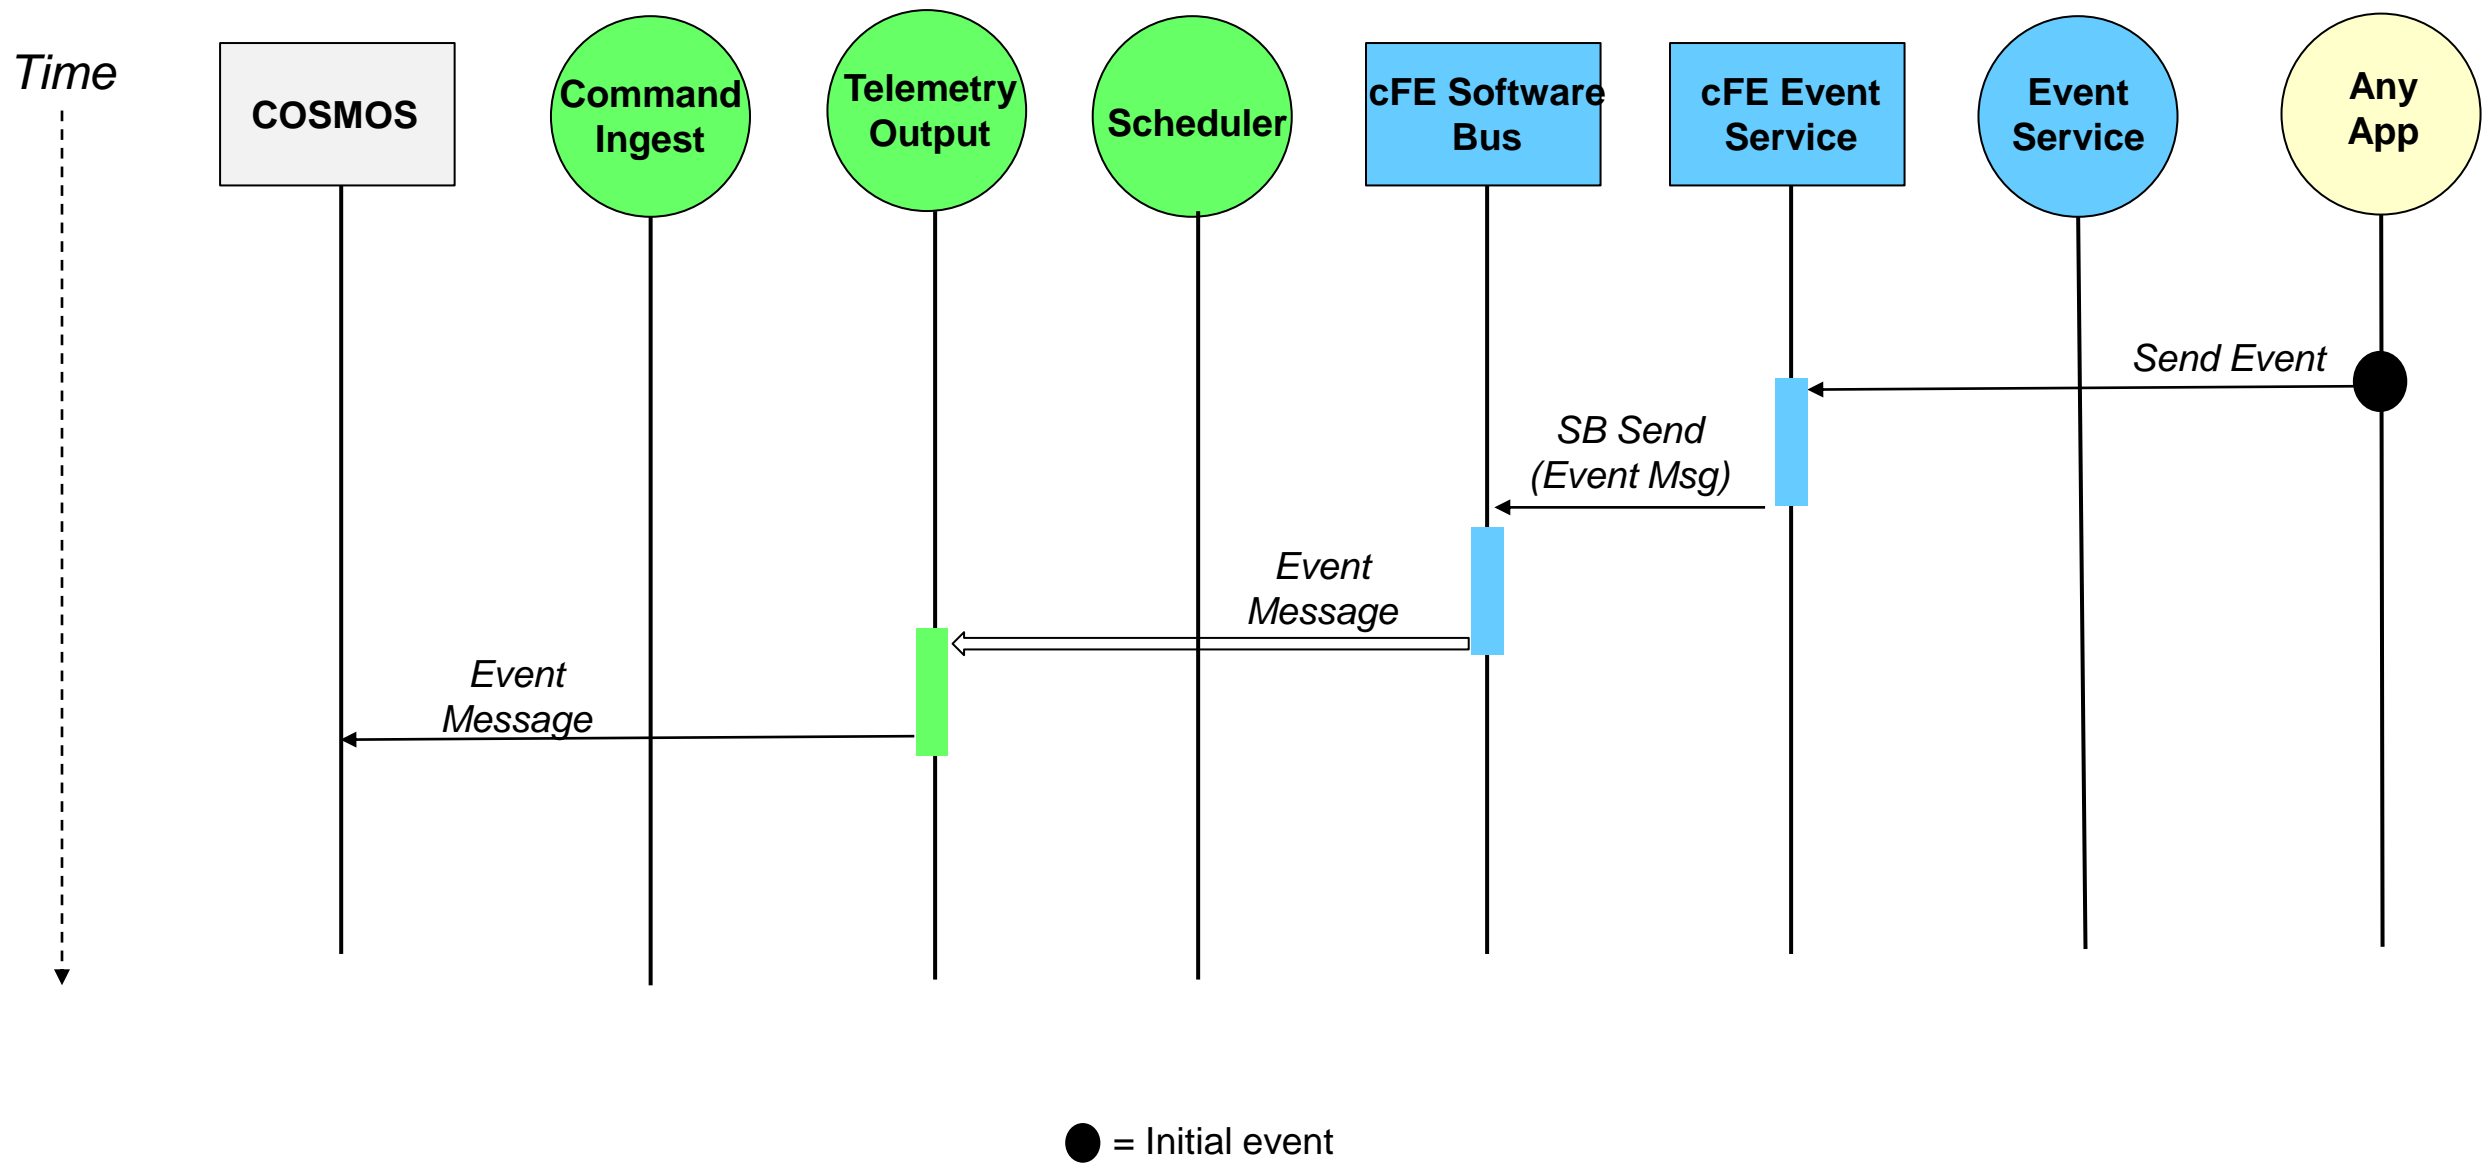 Time
COSMOS
Command
Ingest
Telemetry
Output
Scheduler
cFE Software
Bus
cFE Event
Service
Event
Service
Any
App
Send Event
SB Send
(Event Msg)
Event
Message
Event
Message
= Initial event